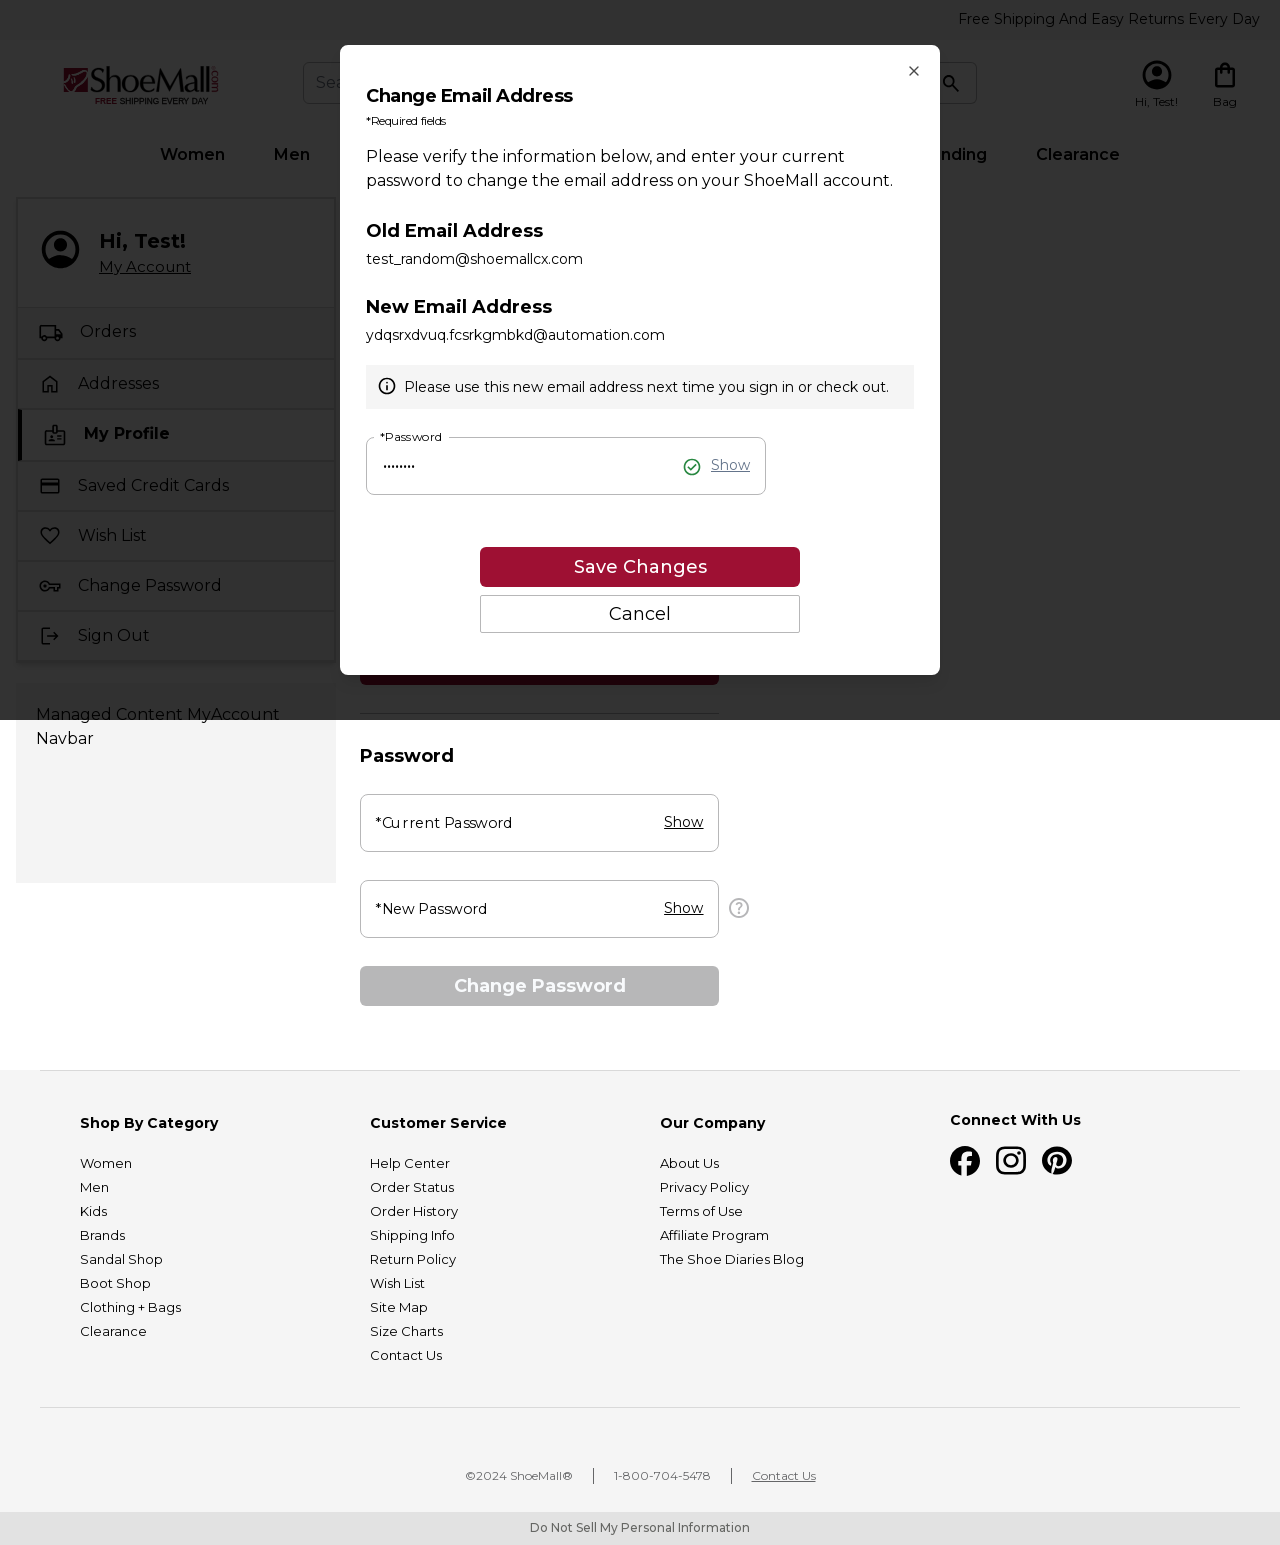 Free Shipping And Easy Returns Every Day
ShoeMall.com
FREE SHIPPING EVERY DAY
Sea
Hi, Test!
Bag
Women
Men
nding
Clearance
Hi, Test!
My Account
Orders
Addresses
My Profile
Saved Credit Cards
Wish List
Change Password
Sign Out
Managed Content MyAccount
Navbar
Change Email Address
*Required fields
Please verify the information below, and enter your current
password to change the email address on your ShoeMall account.
Old Email Address
test_random@shoemallcx.com
New Email Address
ydqsrxdvuq.fcsrkgmbkd@automation.com
Please use this new email address next time you sign in or check out.
*Password
•••••••• Show
Save Changes
Cancel
Password
*Current Password Show
*New Password Show
Change Password
Shop By Category
Women
Men
Kids
Brands
Sandal Shop
Boot Shop
Clothing + Bags
Clearance
Customer Service
Help Center
Order Status
Order History
Shipping Info
Return Policy
Wish List
Site Map
Size Charts
Contact Us
Our Company
About Us
Privacy Policy
Terms of Use
Affiliate Program
The Shoe Diaries Blog
Connect With Us
©2024 ShoeMall® | 1-800-704-5478 | Contact Us
Do Not Sell My Personal Information